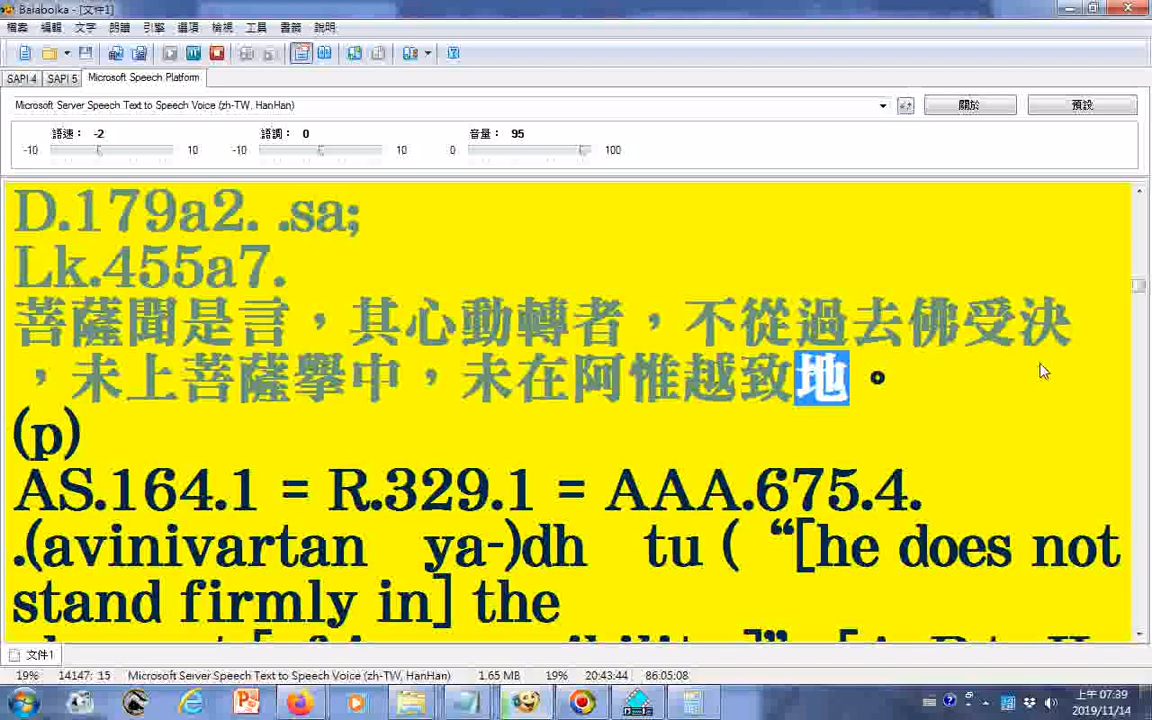 Balabolka - [文件1]
檔案 編輯 文字 朗讀 引擎 選項 檢視 工具 書籤 說明
SAPI 4 SAPI 5 Microsoft Speech Platform
Microsoft Server Speech Text to Speech Voice (zh-TW, HanHan) 關於 預設
語速： -2 語調： 0 音量： 95
-10 10 -10 10 0 100
D.179a2. .sa;
Lk.455a7.
菩薩聞是言，其心動轉者，不從過去佛受決
，未上菩薩舉中，未在阿惟越致地。
(p)
AS.164.1 = R.329.1 = AAA.675.4.
.(avinivartan ya-)dh tu ( “[he does not
stand firmly in] the
文件1
19% 14147: 15 Microsoft Server Speech Text to Speech Voice (zh-TW, HanHan) 1.65 MB 19% 20:43:44 86:05:08
上午 07:39
2019/11/14